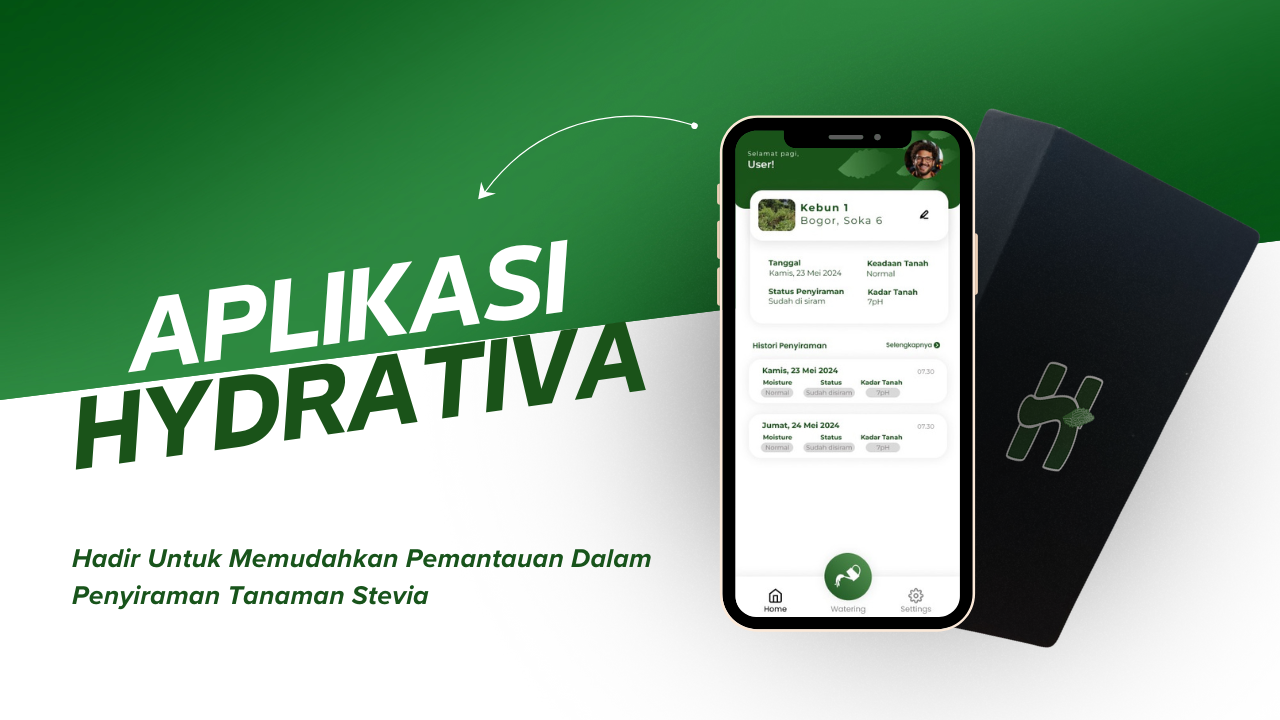 APLIKASI
HYDRATIVA
Hadir Untuk Memudahkan Pemantauan Dalam
Penyiraman Tanaman Stevia
Selamat pagi,
User!
Kebun 1
Bogor, Soka 6
Tanggal Keadaan Tanah
Kamis, 23 Mei 2024 Normal
Status Penyiraman Kadar Tanah
Sudah di siram 7pH
Histori Penyiraman Selengkapnya
Kamis, 23 Mei 2024 07.30
Moisture Status Kadar Tanah
Normal Sudah disiram 7pH
Jumat, 24 Mei 2024 07.30
Moisture Status Kadar Tanah
Normal Sudah disiram 7pH
Home Watering Settings
H